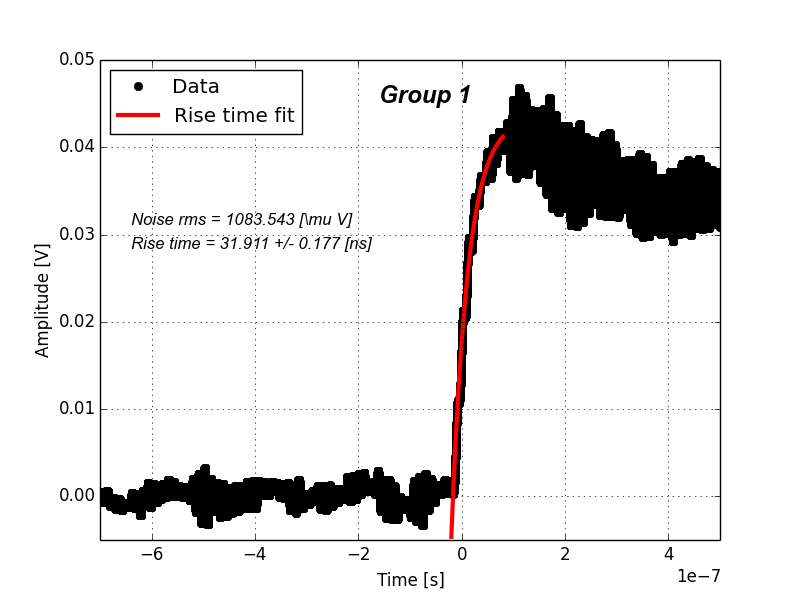 0.05
Data
Rise time fit
Group 1
0.04
Noise rms = 1083.543 [\mu V]
0.03
Rise time = 31.911 +/- 0.177 [ns]
Amplitude [V]
0.02
0.01
0.00
−6 −4 −2 0 2 4
Time [s]
1e−7